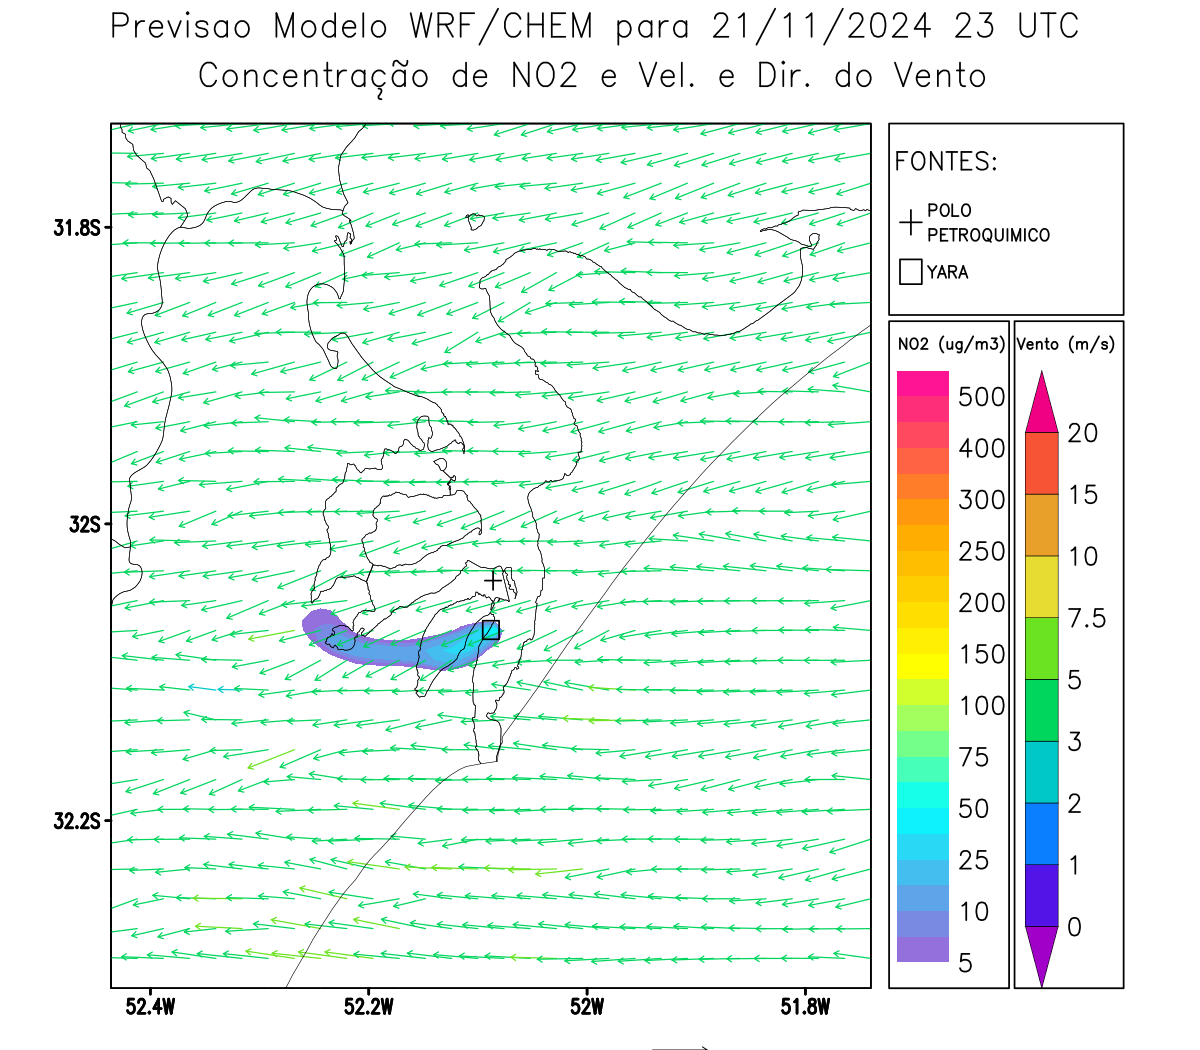 Previsao Modelo WRF/CHEM para 21/11/2024 23 UTC
Concentração de NO2 e Vel. e Dir. do Vento
FONTES:
POLO
PETROQUIMICO
YARA
31.8S
32S
32.2S
52.4W
52.2W
52W
51.8W
NO2 (ug/m3)
500
400
300
250
200
150
100
75
50
25
10
5
Vento (m/s)
20
15
10
7.5
5
3
2
1
0